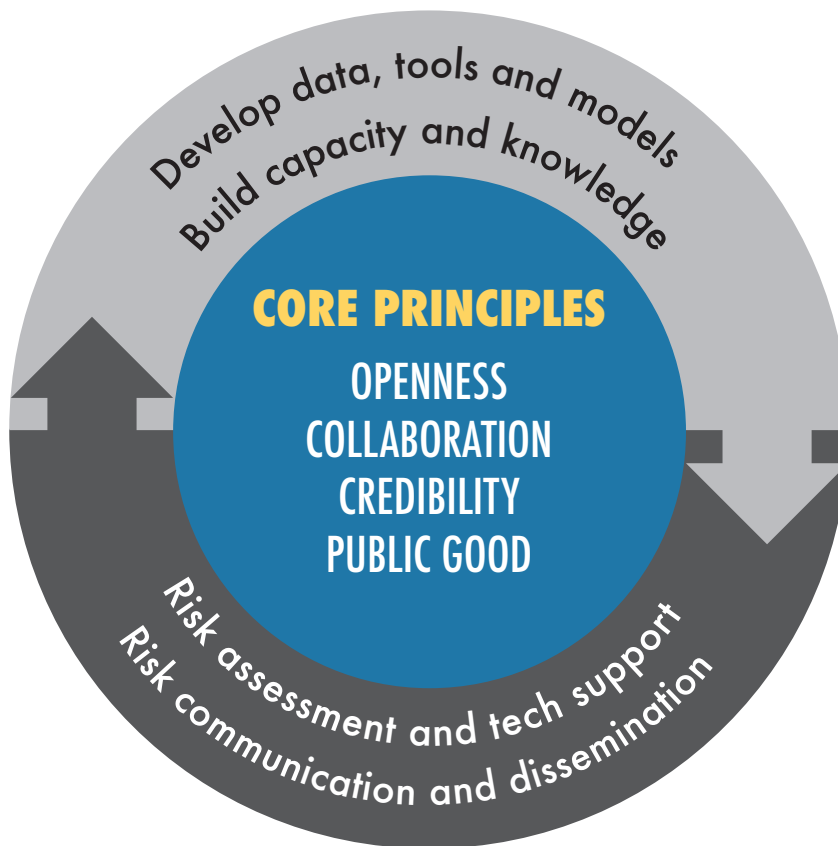 Develop data, tools and models
Build capacity and knowledge
CORE PRINCIPLES
OPENNESS
COLLABORATION
CREDIBILITY
PUBLIC GOOD
Risk assessment and tech support
Risk communication and dissemination